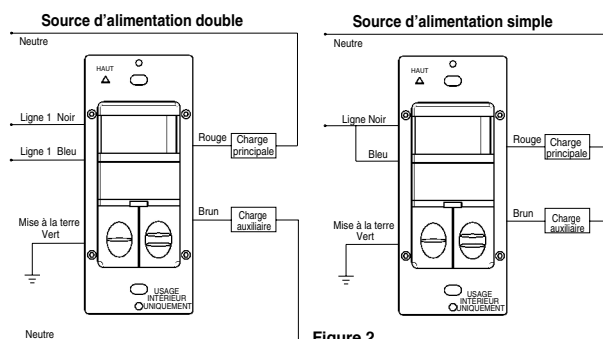 Source d'alimentation double
Neutre
HAUT
Ligne 1 Noir
Ligne 1 Bleu
Rouge
Charge
principale
Brun
Charge
auxiliaire
Mise à la terre
Vert
USAGE
INTÉRIEUR
UNIQUEMENT
Neutre
Source d'alimentation simple
Neutre
HAUT
Ligne Noir
Bleu
Rouge
Charge
principale
Brun
Charge
auxiliaire
Mise à la terre
Vert
USAGE
INTÉRIEUR
UNIQUEMENT
Figure 2